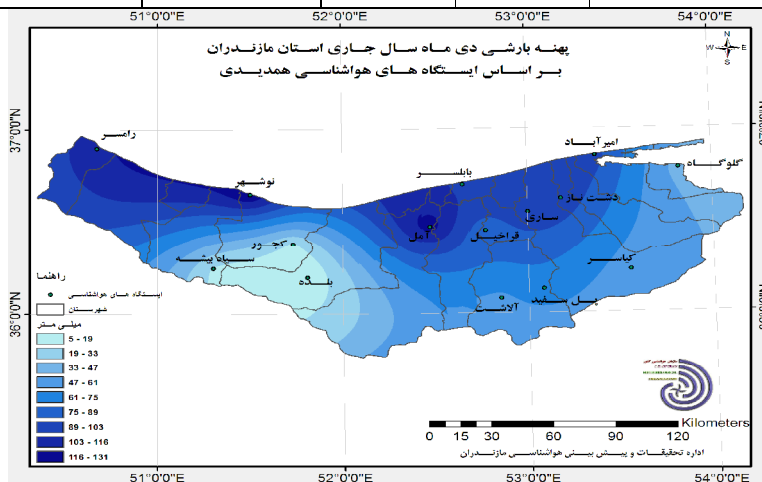 51°0'0"E 52°0'0"E 53°0'0"E 54°0'0"E
پهنه بارشی دی ماه سال جاری استان مازندران
بر اساس ایستگاه های هواشناسی همدیدی
N
W E
S
37°0'0"N
36°0'0"N
رامسر
نوشهر
امیرآباد
گلوگاه
بابلسر
دشت ناز
ساری
آمل
قراخیل
کجور
سیاه بیشه
بلده
کیاسر
پل سفید
آلاشت
راهنما
ایستگاه های هواشناسی
شهرستان
میلی متر
5 - 19
19 - 33
33 - 47
47 - 61
61 - 75
75 - 89
89 - 103
103 - 116
116 - 131
Kilometers
0 15 30 60 90 120
اداره تحقیقات و پیش بینی هواشناسی مازندران
51°0'0"E 52°0'0"E 53°0'0"E 54°0'0"E